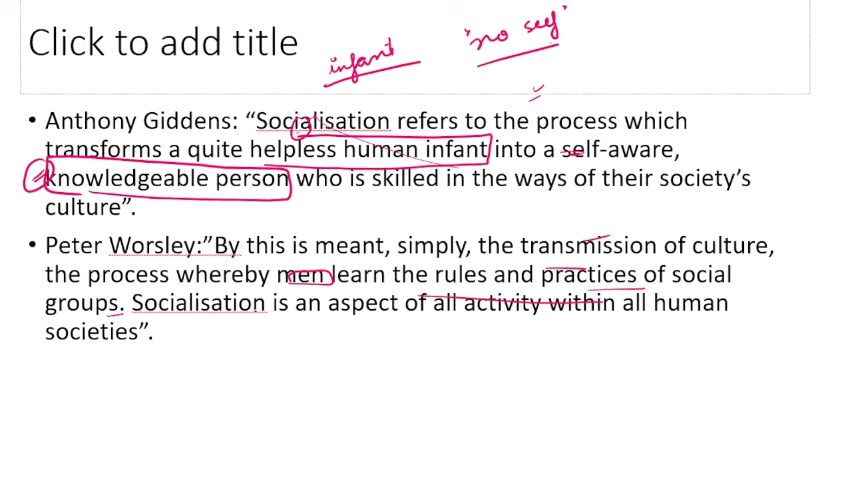 Click to add title
infant
"no self"
• Anthony Giddens: “Socialisation refers to the process which
transforms a quite helpless human infant into a self-aware,
knowledgeable person who is skilled in the ways of their society’s
culture”.
• Peter Worsley:”By this is meant, simply, the transmission of culture,
the process whereby men learn the rules and practices of social
groups. Socialisation is an aspect of all activity within all human
societies”.